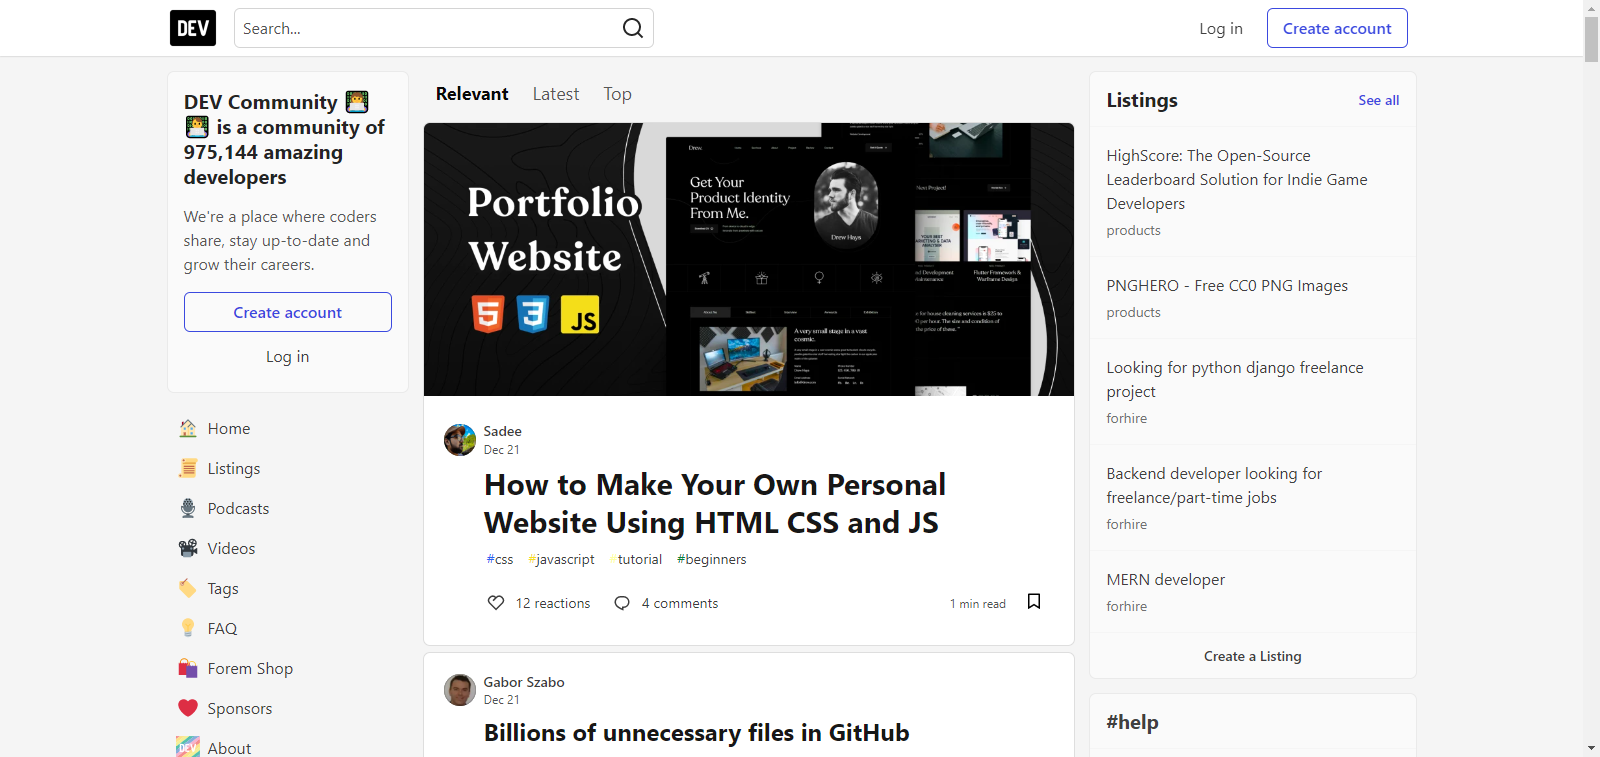 DEV
Search...
Log in
Create account
DEV Community
is a community of
975,144 amazing
developers
We're a place where coders
share, stay up-to-date and
grow their careers.
Create account
Log in
Home
Listings
Podcasts
Videos
Tags
FAQ
Forem Shop
Sponsors
DEV
About
Relevant
Latest
Top
Portfolio
Website
5
3
JS
Drew.
Get Your
Product Identity
From Me.
Drew Hays
A very small stage in a vast
cosmic.
Sadee
Dec 21
How to Make Your Own Personal
Website Using HTML CSS and JS
#css
#javascript
#tutorial
#beginners
12 reactions
4 comments
1 min read
Gabor Szabo
Dec 21
Billions of unnecessary files in GitHub
Listings
See all
HighScore: The Open-Source
Leaderboard Solution for Indie Game
Developers
products
PNGHERO - Free CC0 PNG Images
products
Looking for python django freelance
project
forhire
Backend developer looking for
freelance/part-time jobs
forhire
MERN developer
forhire
Create a Listing
#help